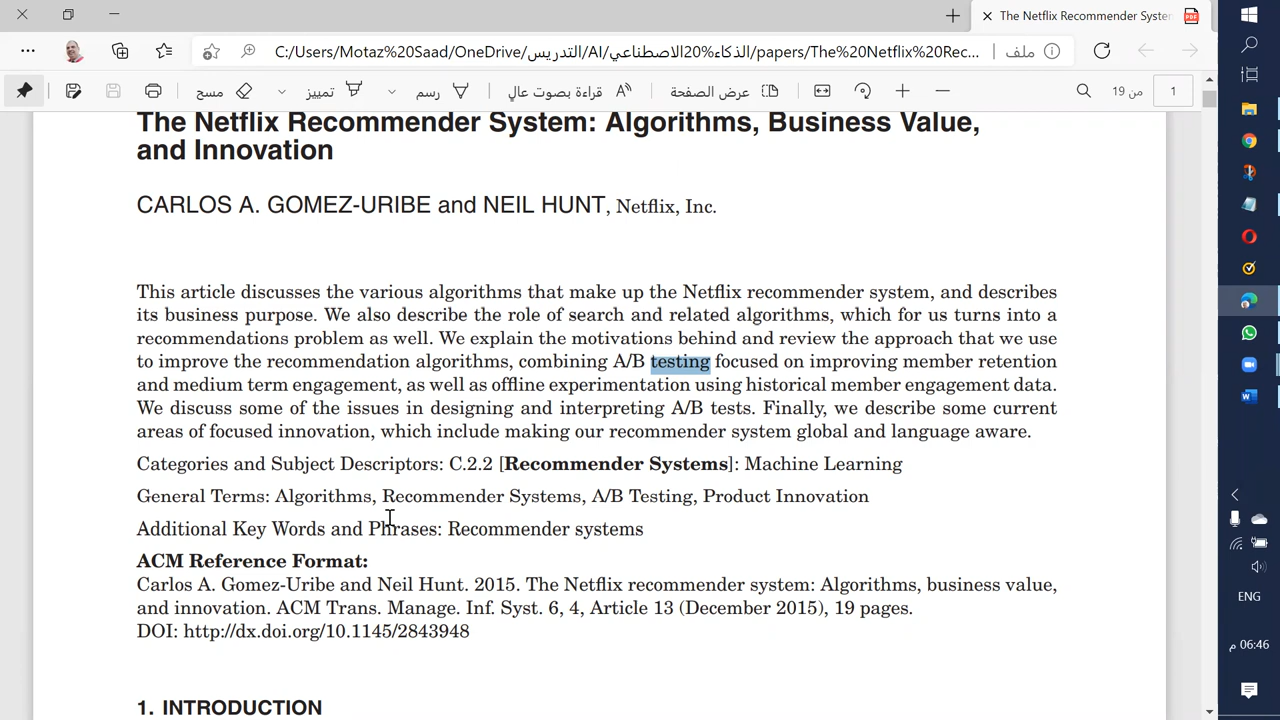 The Netflix Recommender Syste
C:/Users/Motaz%20Saad/OneDrive/التدريس/AI/الذكاء%20الاصطناعي/papers/The%20Netflix%20Rec...
ملف
مسح
تمييز
رسم
قراءة بصوت عالٍ
عرض الصفحة
من 19
1
The Netflix Recommender System: Algorithms, Business Value,
and Innovation
CARLOS A. GOMEZ-URIBE and NEIL HUNT, Netflix, Inc.
This article discusses the various algorithms that make up the Netflix recommender system, and describes
its business purpose. We also describe the role of search and related algorithms, which for us turns into a
recommendations problem as well. We explain the motivations behind and review the approach that we use
to improve the recommendation algorithms, combining A/B testing focused on improving member retention
and medium term engagement, as well as offline experimentation using historical member engagement data.
We discuss some of the issues in designing and interpreting A/B tests. Finally, we describe some current
areas of focused innovation, which include making our recommender system global and language aware.
Categories and Subject Descriptors: C.2.2 [Recommender Systems]: Machine Learning
General Terms: Algorithms, Recommender Systems, A/B Testing, Product Innovation
Additional Key Words and Phrases: Recommender systems
ACM Reference Format:
Carlos A. Gomez-Uribe and Neil Hunt. 2015. The Netflix recommender system: Algorithms, business value,
and innovation. ACM Trans. Manage. Inf. Syst. 6, 4, Article 13 (December 2015), 19 pages.
DOI: http://dx.doi.org/10.1145/2843948
1. INTRODUCTION
ENG
06:46 م